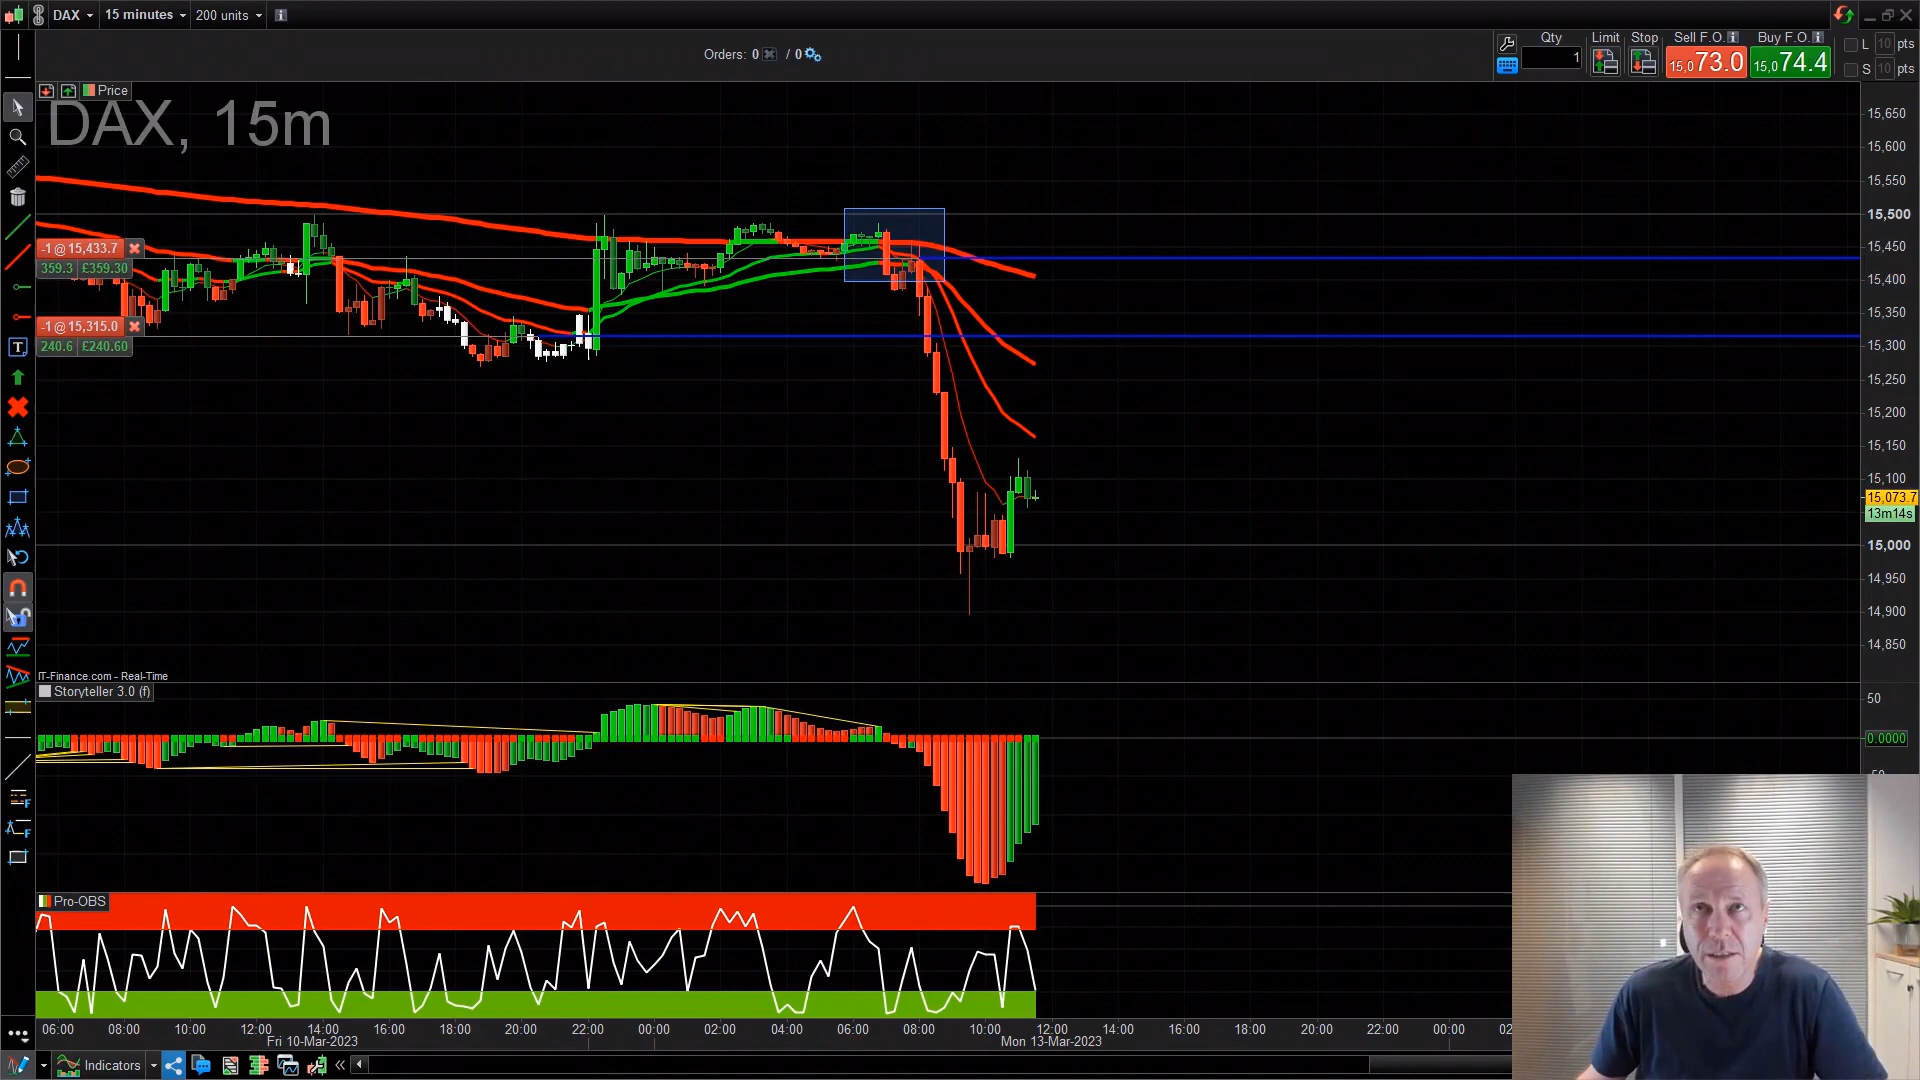 DAX
15 minutes
200 units
Orders: 0 / 0
Qty
Limit
Stop
Sell F.O.
Buy F.O.
1
15,073.0
15,074.4
L 10 pts
S 10 pts
Price
DAX, 15m
15,650
15,600
15,550
15,500
15,450
15,400
15,350
15,300
15,250
15,200
15,150
15,100
15,073.7
13m14s
15,000
14,950
14,900
14,850
-1@15,433.7
359.3 £359.30
-1@15,315.0
240.6 £240.60
T
IT-Finance.com - Real-Time
Storyteller 3.0 (f)
50
0.0000
F
F
Pro-OBS
06:00 08:00 10:00 12:00 14:00 16:00 18:00 20:00 22:00 00:00 02:00 04:00 06:00 08:00 10:00 12:00 14:00 16:00 18:00 20:00 22:00 00:00
Fri 10-Mar-2023
Mon 13-Mar-2023
Indicators